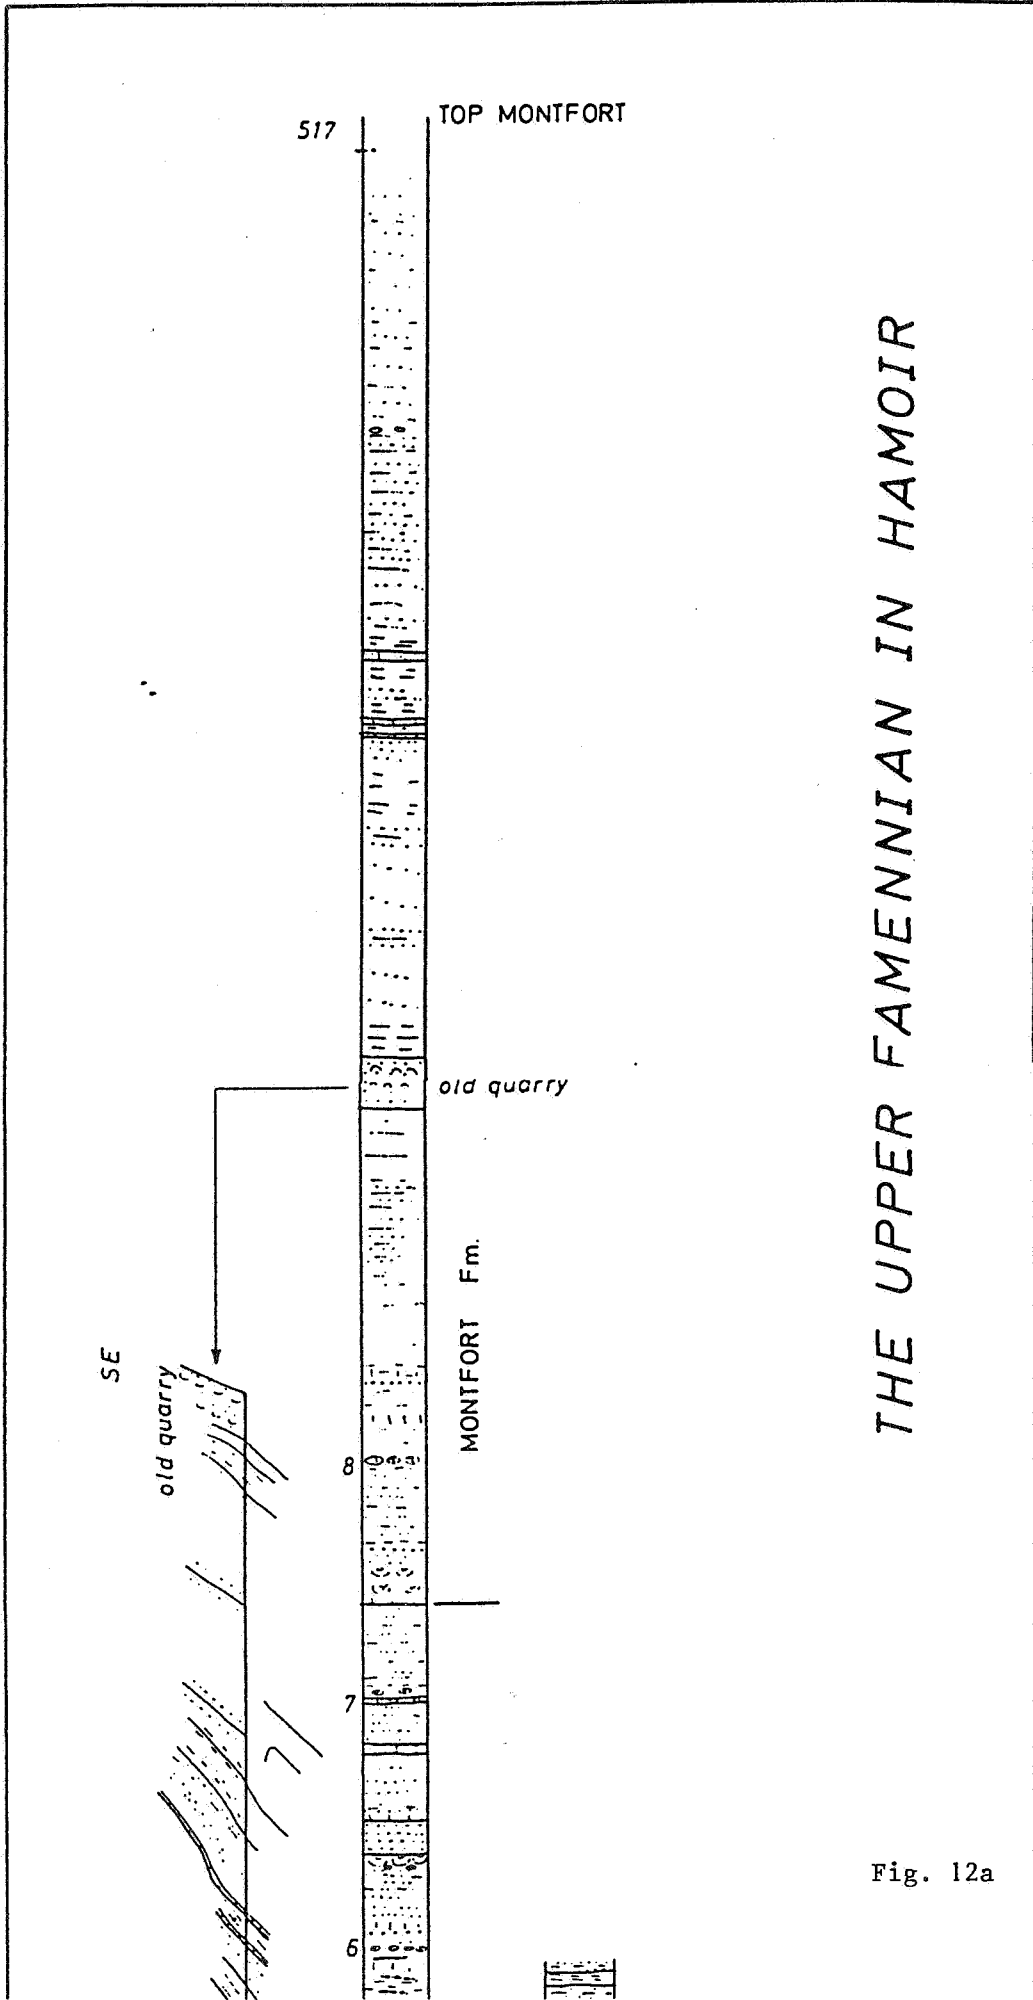 TOP MONTFORT
517
THE UPPER FAMENNIAN IN HAMOIR
old quarry
MONTFORT Fm.
SE
old quarry
8
7
Fig. 12a
6